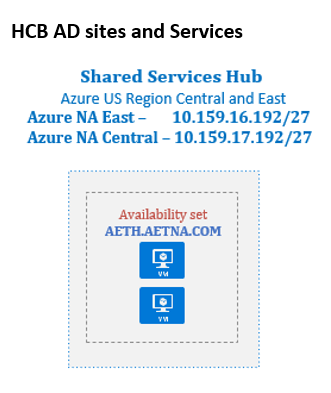 HCB AD sites and Services
Shared Services Hub
Azure US Region Central and East
Azure NA East – 10.159.16.192/27
Azure NA Central – 10.159.17.192/27
Availability set
AETH.AETNA.COM
VM
VM